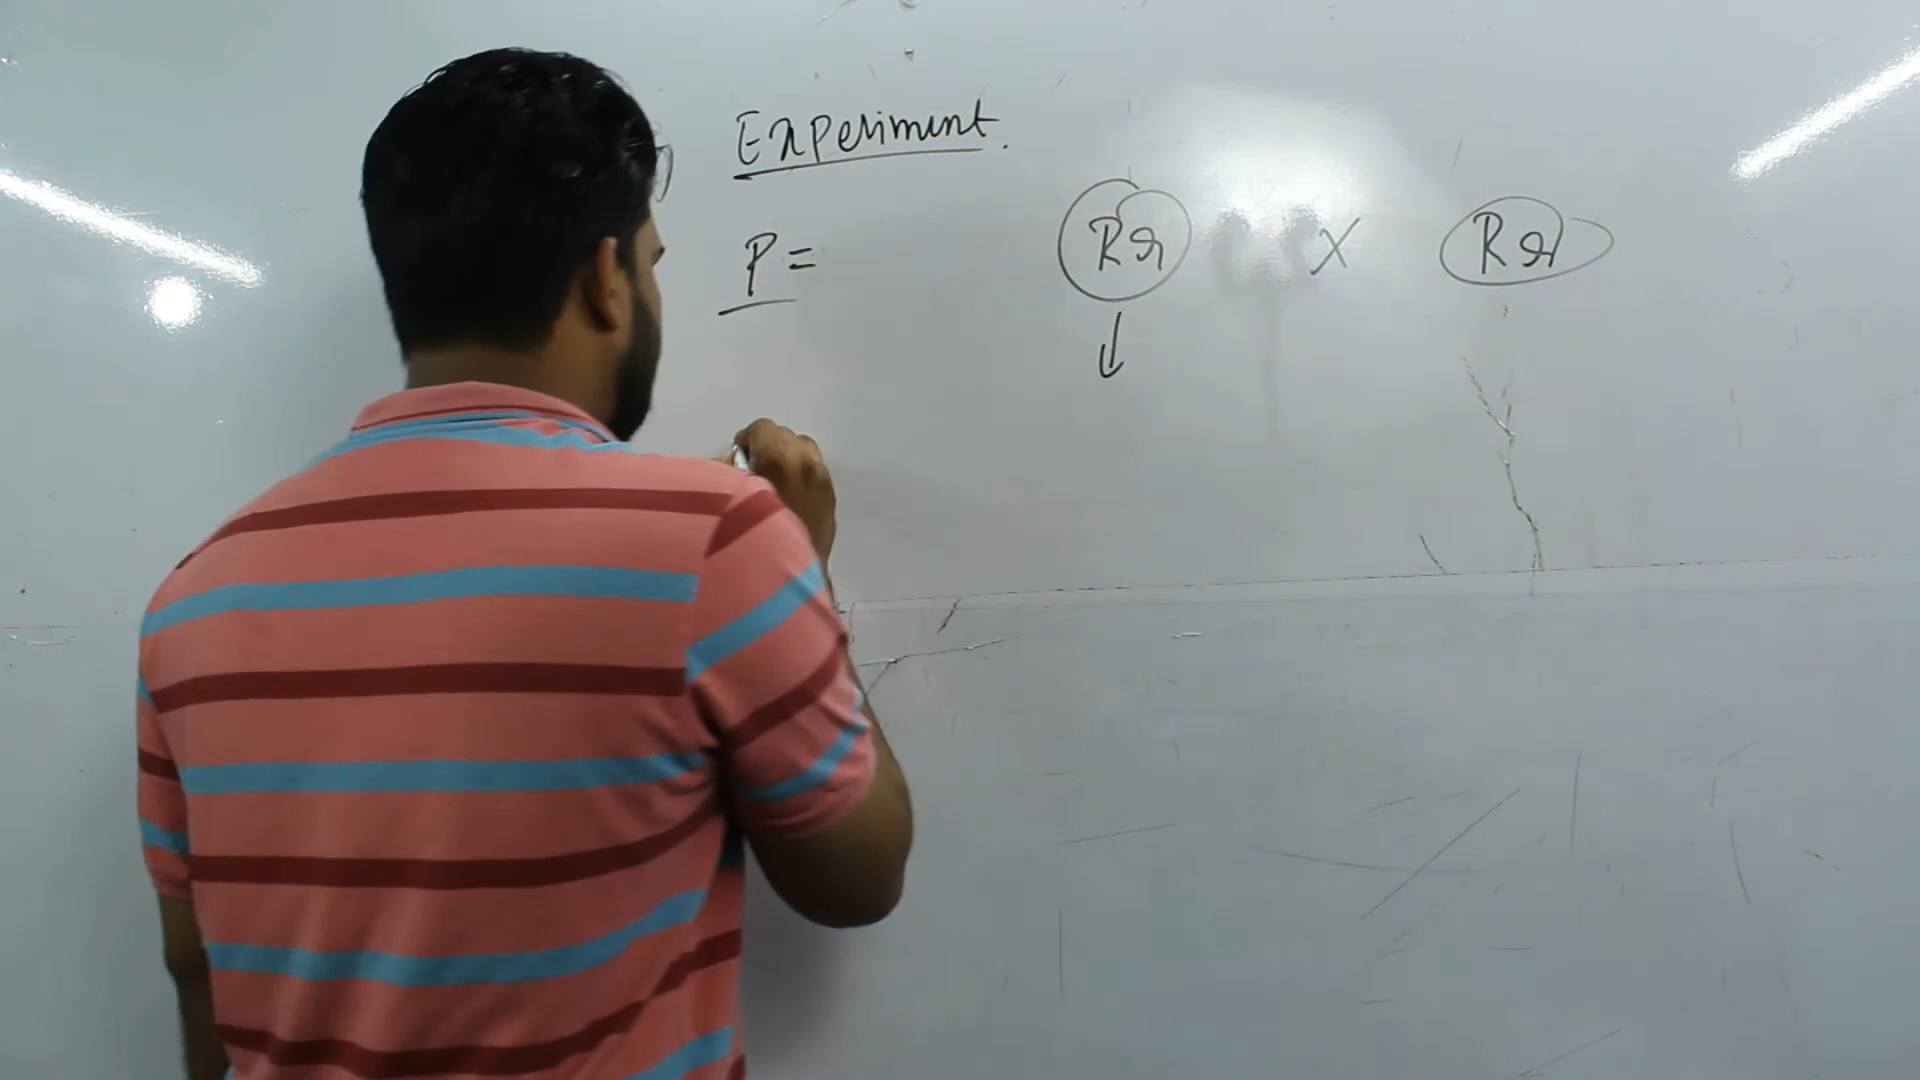 Experiment.
P = Rr X Rr